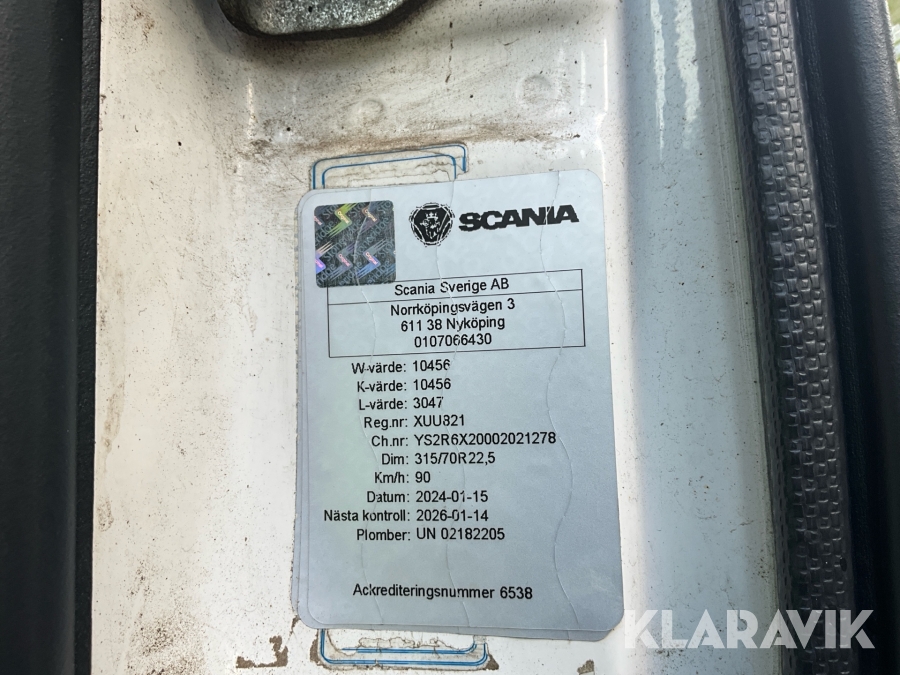 SCANIA
Scania Sverige AB
Norrköpingsvägen 3
611 38 Nyköping
0107066430
W-värde: 10456
K-värde: 10456
L-värde: 3047
Reg.nr: XUU821
Ch.nr: YS2R6X20002021278
Dim: 315/70R22,5
Km/h: 90
Datum: 2024-01-15
Nästa kontroll: 2026-01-14
Plomber: UN 02182205
Ackrediteringsnummer 6538
KLARAVIK